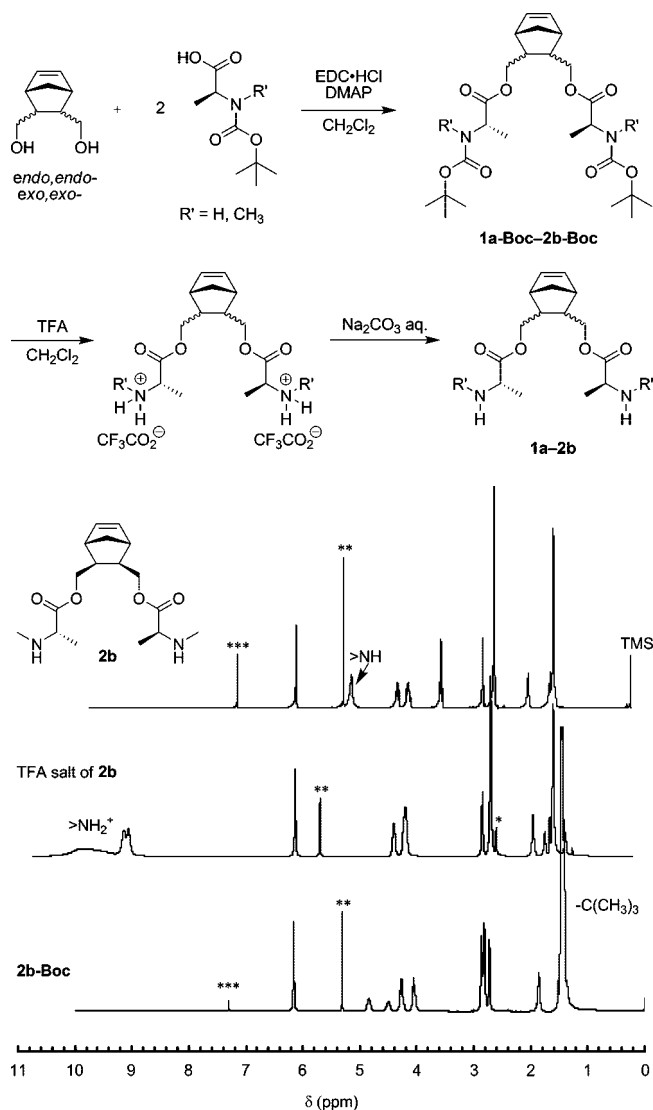 OH OH
endo,endo-
exo,exo-
+ 2
HO O
N R'
O O
R' = H, CH3
EDC•HCl
DMAP
CH2Cl2
O O O O
R' N N R'
O O O O
1a-Boc–2b-Boc
TFA
CH2Cl2
O O O O
R' N ⊕ ⊕ N R'
H H H H
CF3CO2⊖ CF3CO2⊖
Na2CO3 aq.
O O O O
R' N N R'
H H
1a–2b
O O O O
N N
H H
2b
***
>NH
**
TMS
TFA salt of 2b
>NH2+
**
*
2b-Boc
***
**
-C(CH3)3
11 10 9 8 7 6 5 4 3 2 1 0
δ (ppm)